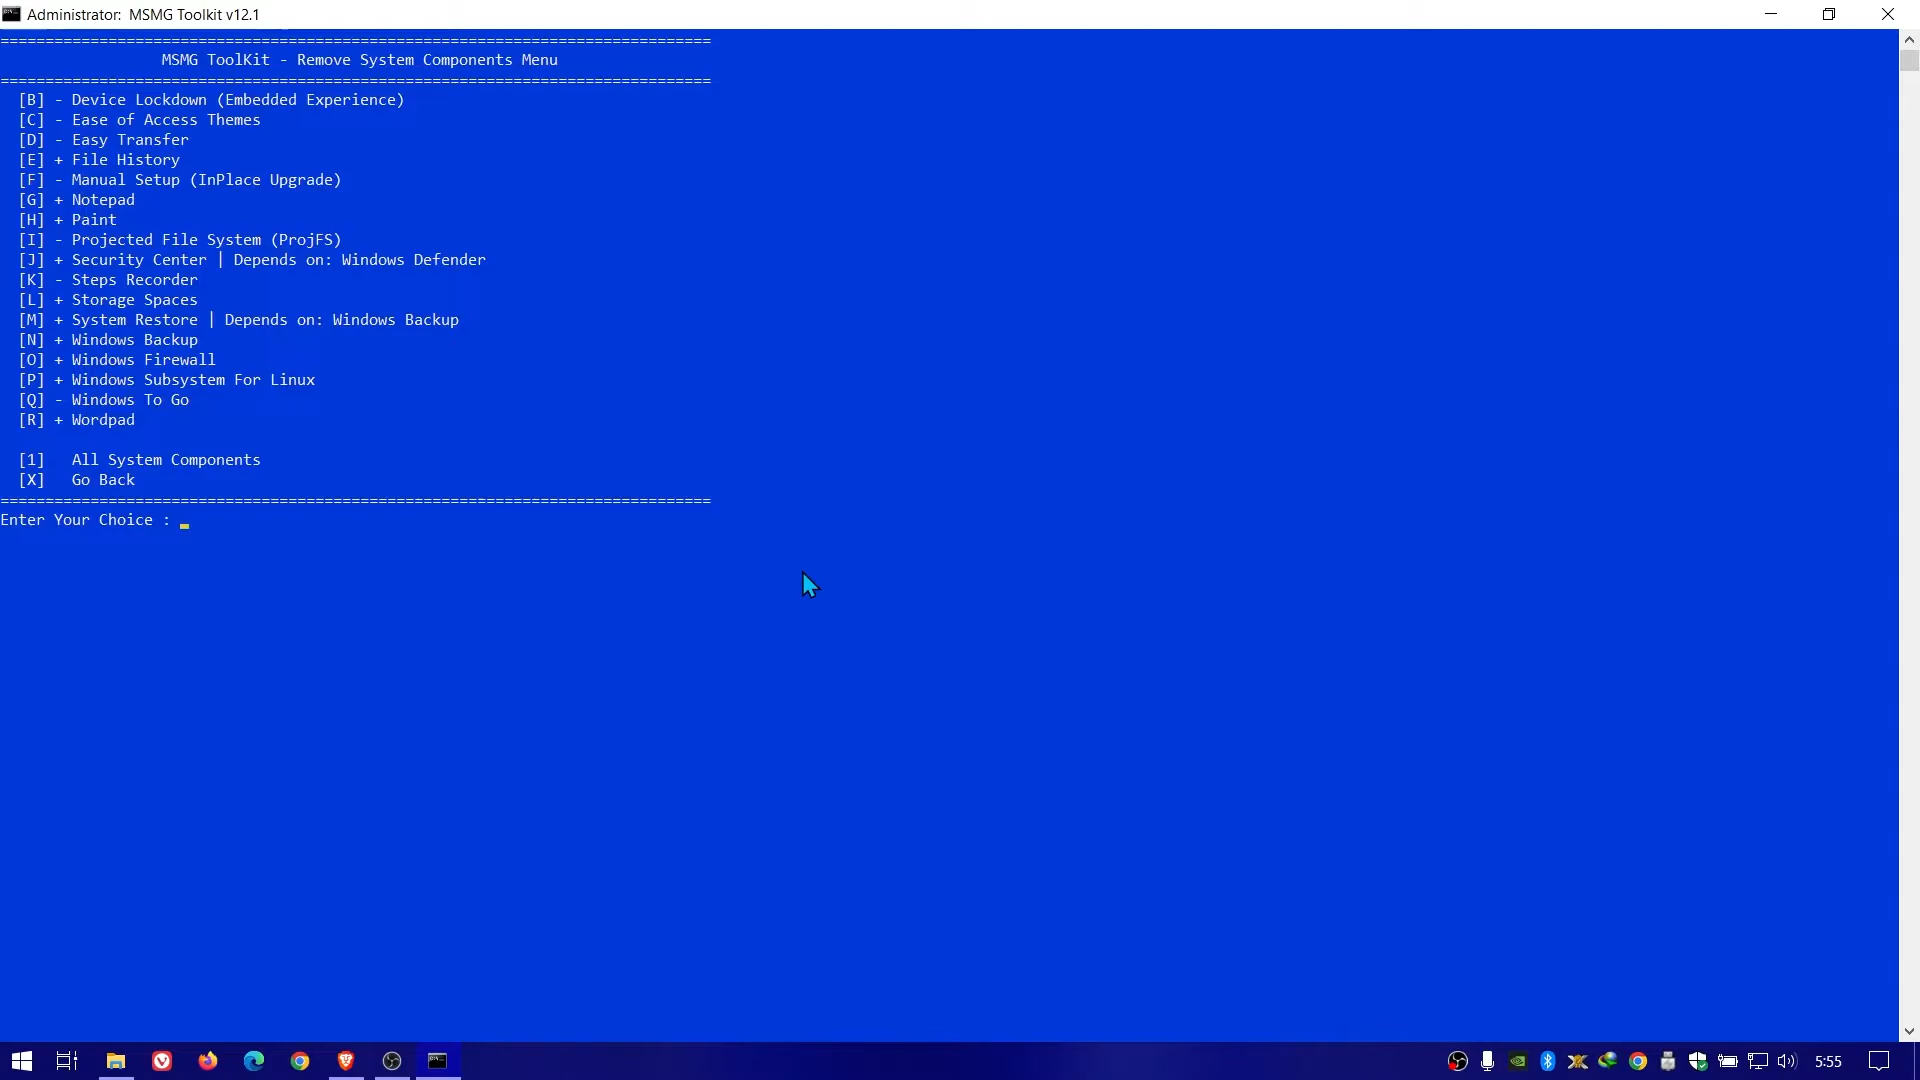 Administrator:  MSMG Toolkit v12.1
===============================================================================
                  MSMG ToolKit - Remove System Components Menu
===============================================================================
  [B] - Device Lockdown (Embedded Experience)
  [C] - Ease of Access Themes
  [D] - Easy Transfer
  [E] + File History
  [F] - Manual Setup (InPlace Upgrade)
  [G] + Notepad
  [H] + Paint
  [I] - Projected File System (ProjFS)
  [J] + Security Center | Depends on: Windows Defender
  [K] - Steps Recorder
  [L] + Storage Spaces
  [M] + System Restore | Depends on: Windows Backup
  [N] + Windows Backup
  [O] + Windows Firewall
  [P] + Windows Subsystem For Linux
  [Q] - Windows To Go
  [R] + Wordpad
  [1]   All System Components
  [X]   Go Back
===============================================================================
Enter Your Choice :
5:55